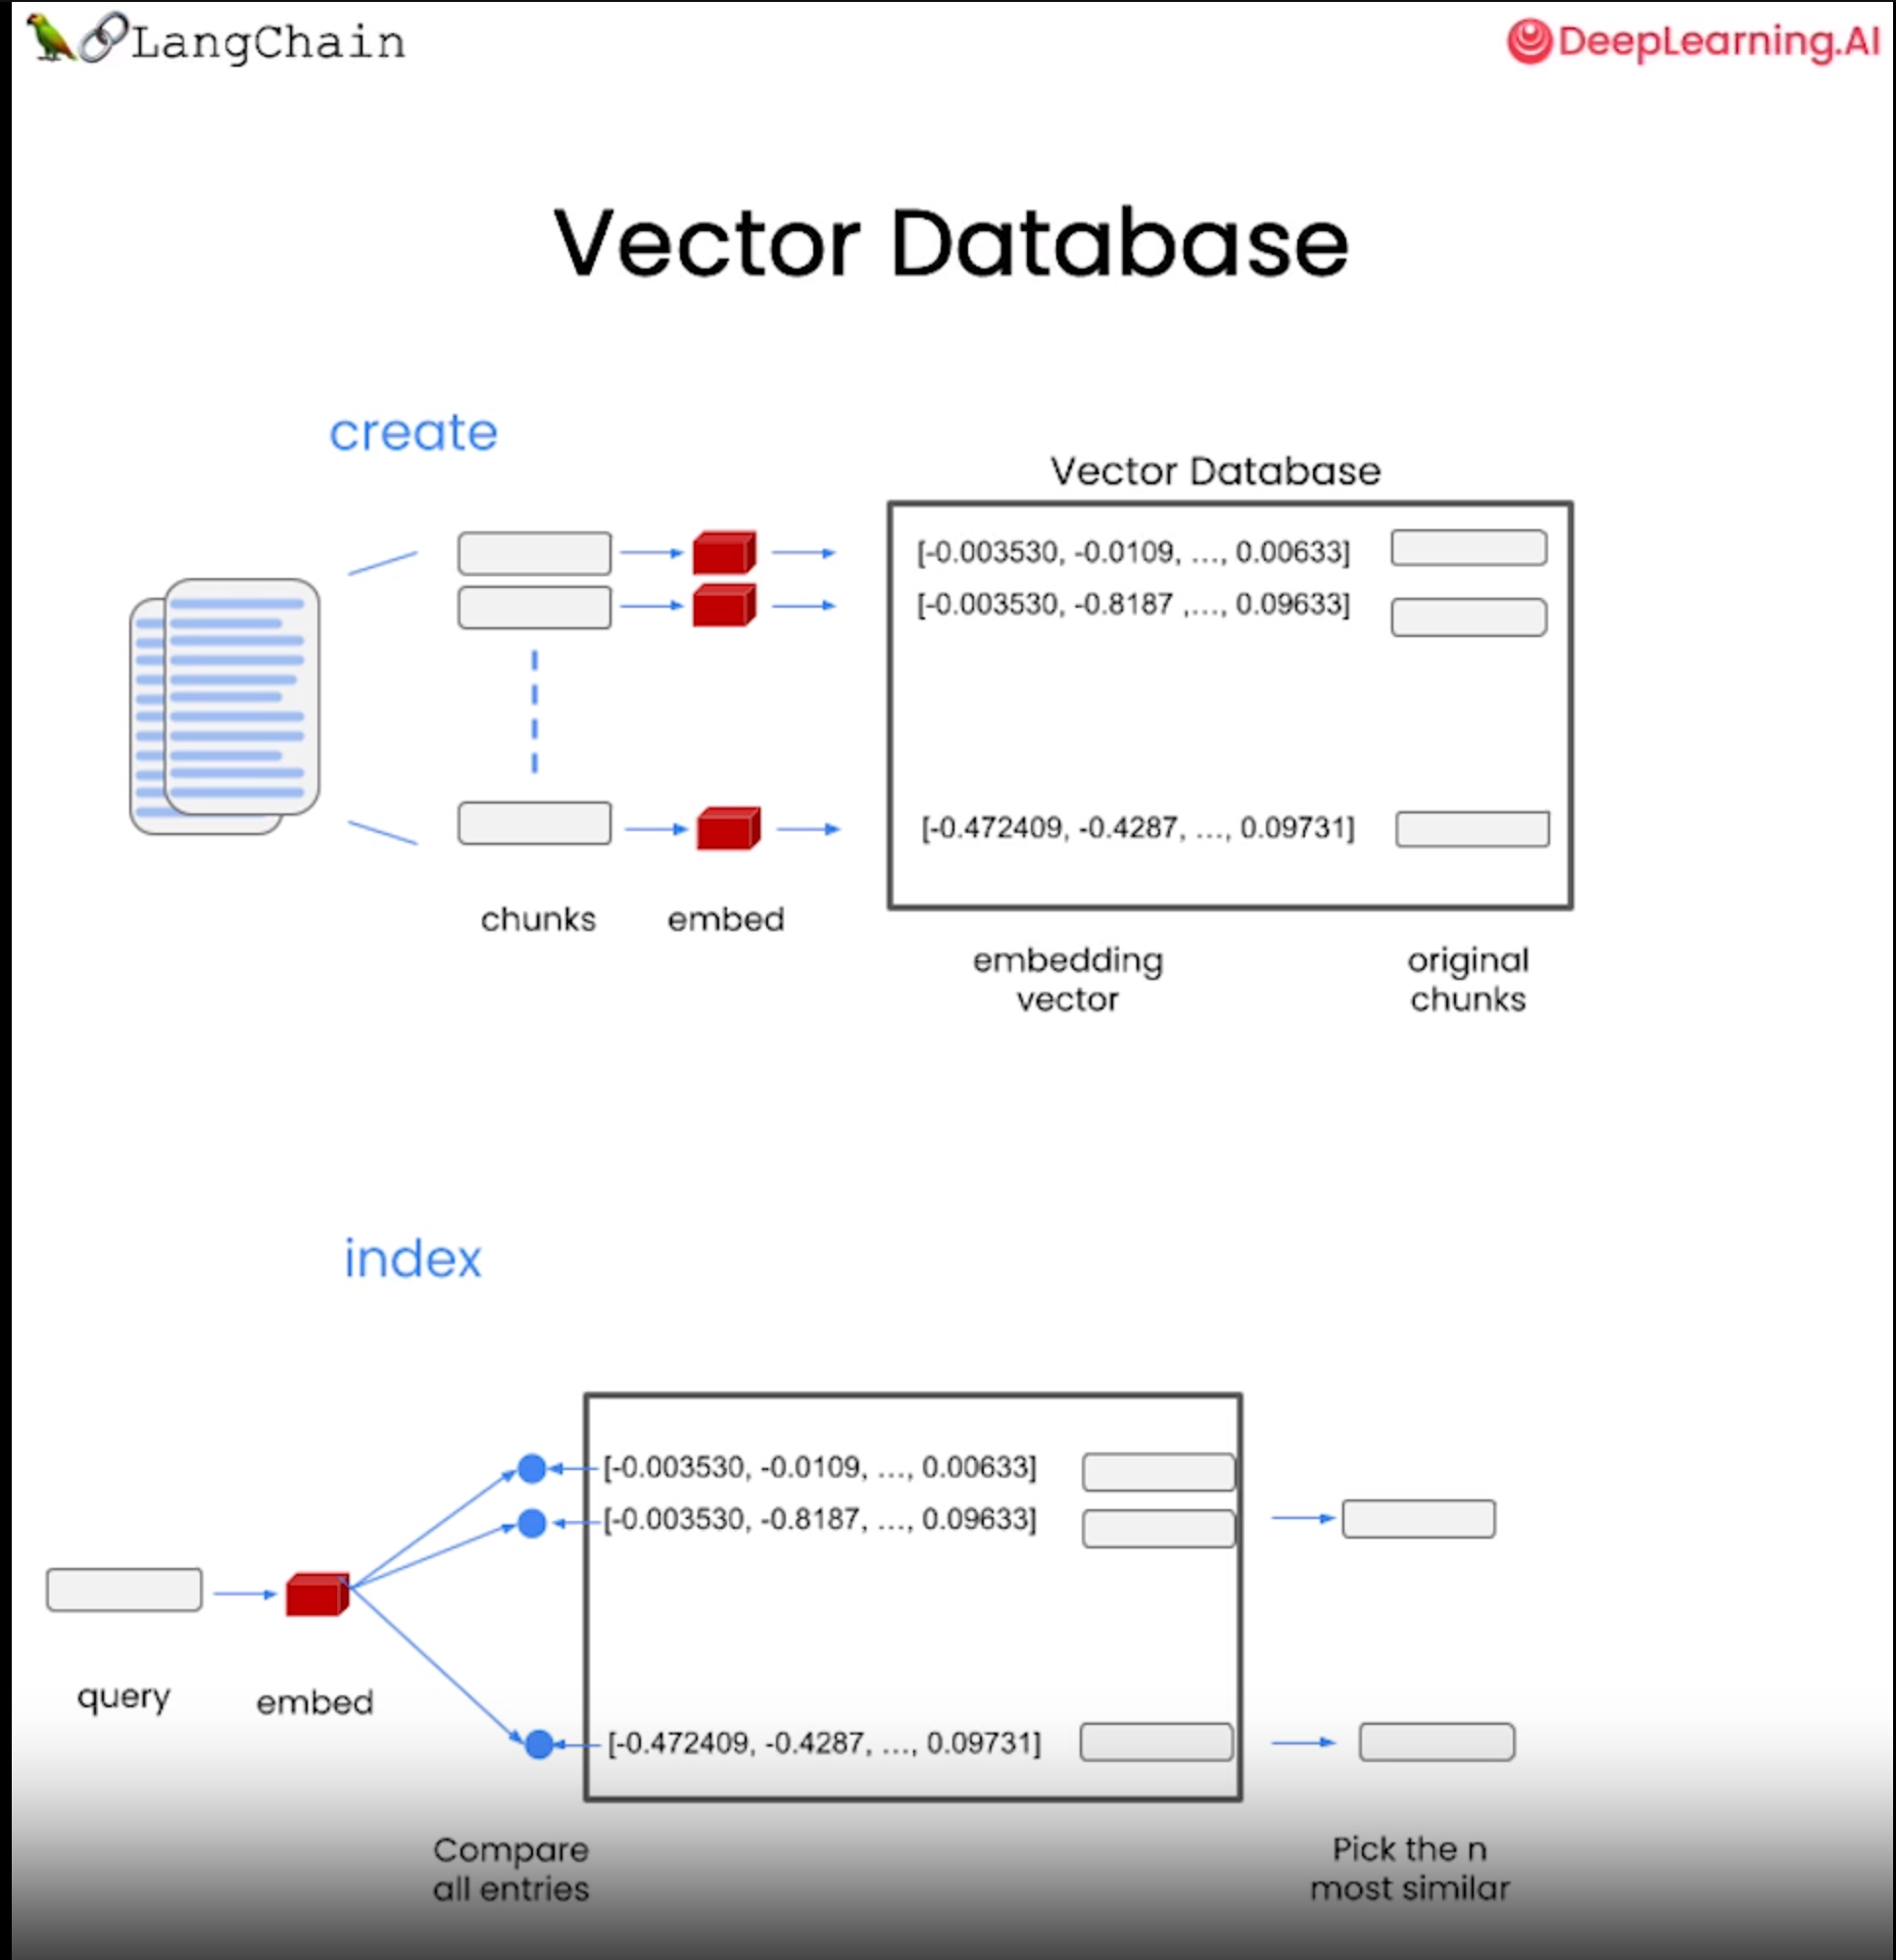 LangChain
DeepLearning.AI
Vector Database
create
Vector Database
[-0.003530, -0.0109, ..., 0.00633]
[-0.003530, -0.8187 ,..., 0.09633]
[-0.472409, -0.4287, ..., 0.09731]
chunks
embed
embedding
vector
original
chunks
index
[-0.003530, -0.0109, ..., 0.00633]
[-0.003530, -0.8187, ..., 0.09633]
query
embed
[-0.472409, -0.4287, ..., 0.09731]
Compare
all entries
Pick the n
most similar